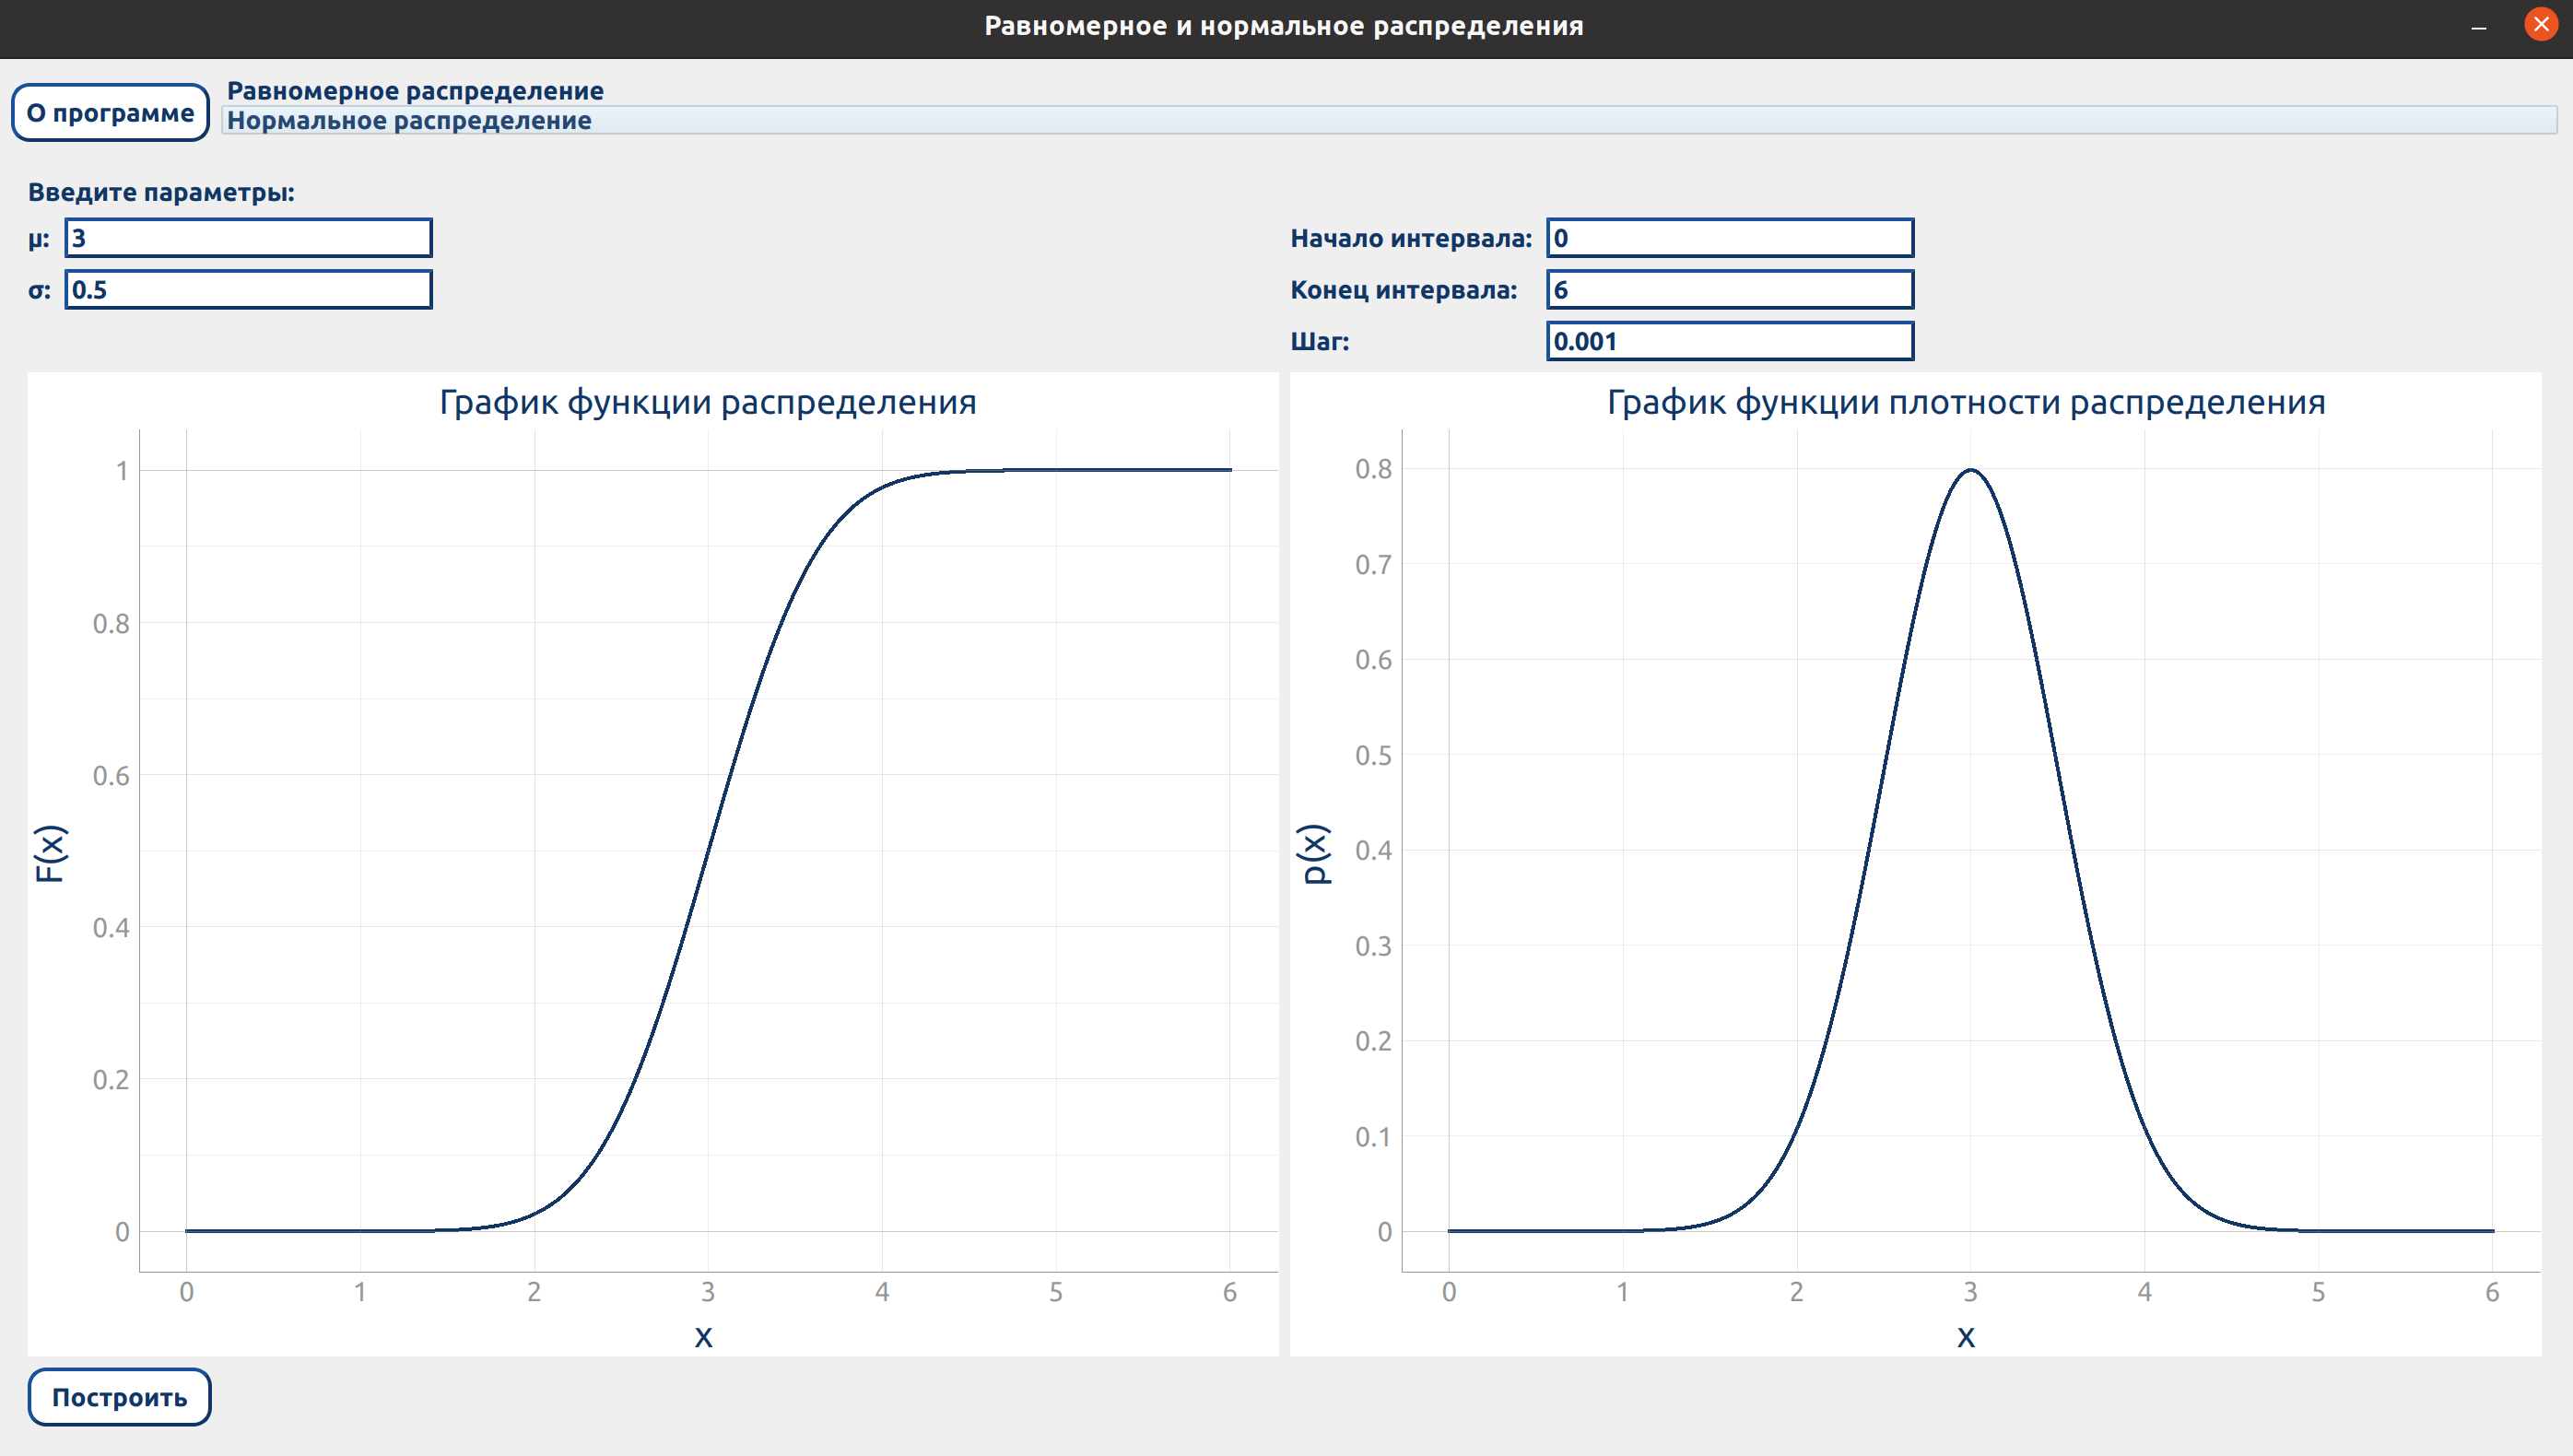 Равномерное и нормальное распределения
О программе
Равномерное распределение
Нормальное распределение
Введите параметры:
μ: 3
σ: 0.5
Начало интервала: 0
Конец интервала: 6
Шаг: 0.001
График функции распределения
1
0.8
0.6
0.4
0.2
0
F(x)
0 1 2 3 4 5 6
x
График функции плотности распределения
0.8
0.7
0.6
0.5
0.4
0.3
0.2
0.1
0
p(x)
0 1 2 3 4 5 6
x
Построить